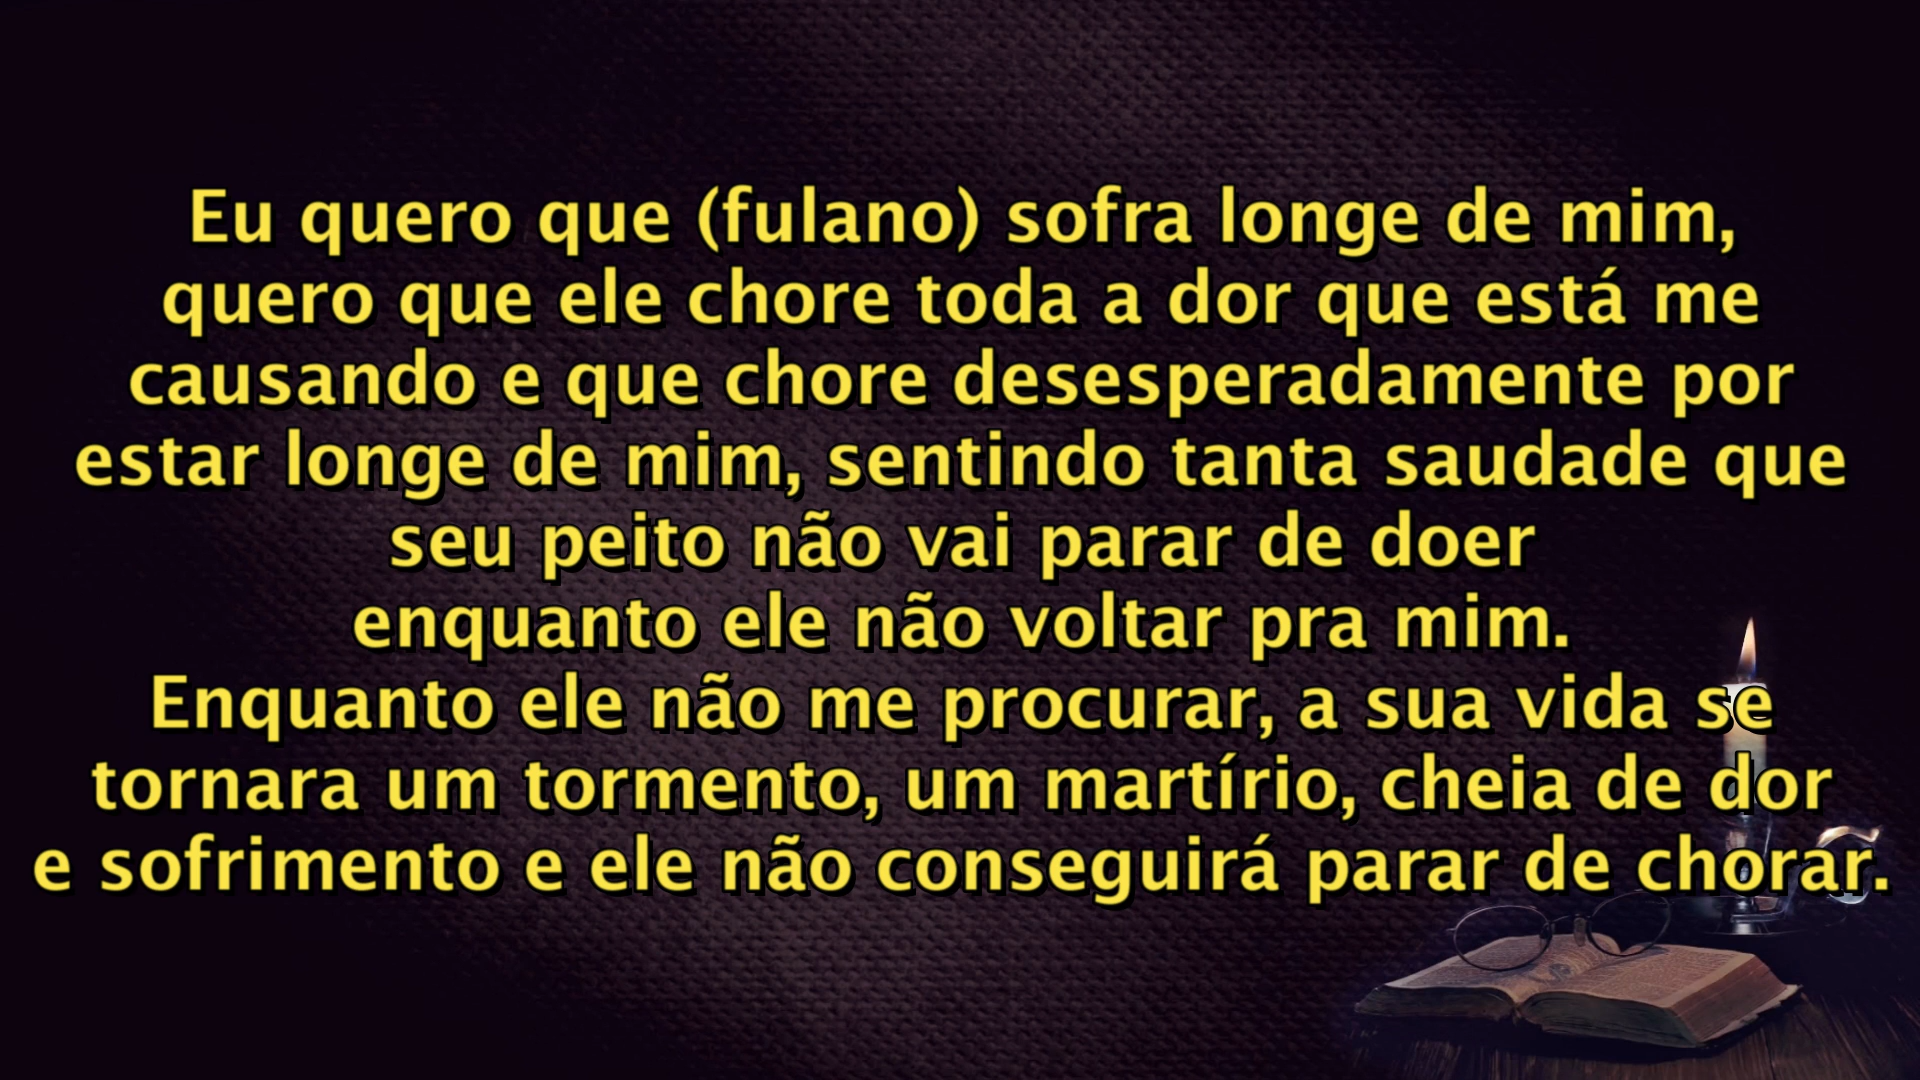 Eu quero que (fulano) sofra longe de mim,
quero que ele chore toda a dor que está me
causando e que chore desesperadamente por
estar longe de mim, sentindo tanta saudade que
seu peito não vai parar de doer
enquanto ele não voltar pra mim.
Enquanto ele não me procurar, a sua vida se
tornara um tormento, um martírio, cheia de dor
e sofrimento e ele não conseguirá parar de chorar.